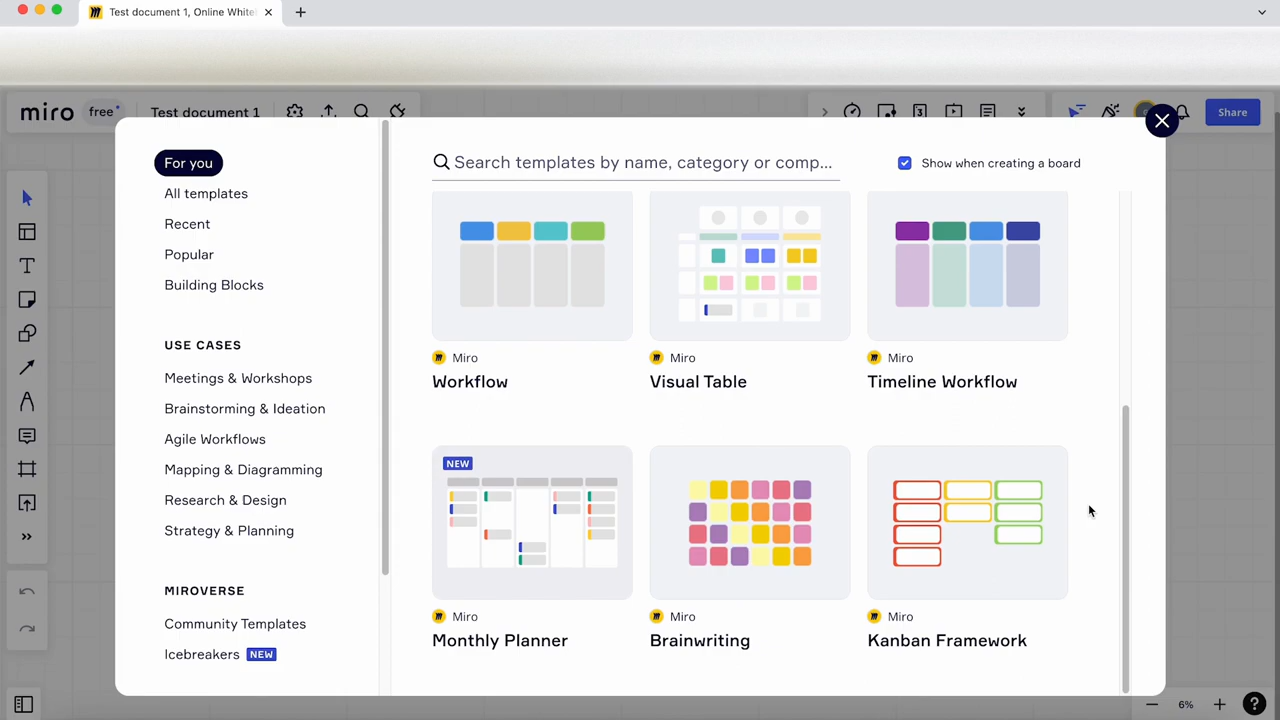 Test document 1, Online White
miro free
Test document 1
3
Share
For you
All templates
Recent
Popular
Building Blocks
USE CASES
Meetings & Workshops
Brainstorming & Ideation
Agile Workflows
Mapping & Diagramming
Research & Design
Strategy & Planning
MIROVERSE
Community Templates
Icebreakers NEW
Search templates by name, category or comp...
Show when creating a board
Miro
Workflow
Miro
Visual Table
Miro
Timeline Workflow
NEW
Miro
Monthly Planner
Miro
Brainwriting
Miro
Kanban Framework
6%